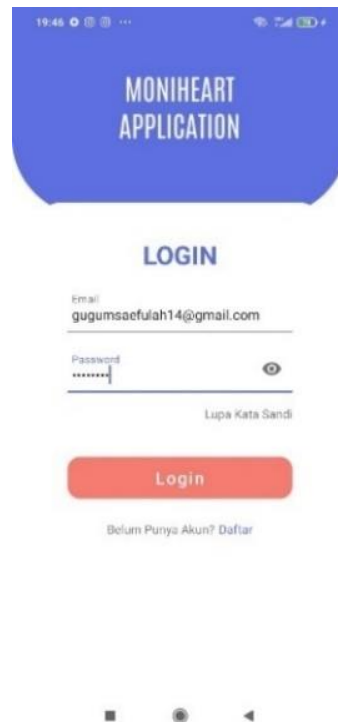 19:46
MONIHEART
APPLICATION
LOGIN
Email
gugumsaefulah14@gmail.com
Password
••••••••
Lupa Kata Sandi
Login
Belum Punya Akun? Daftar